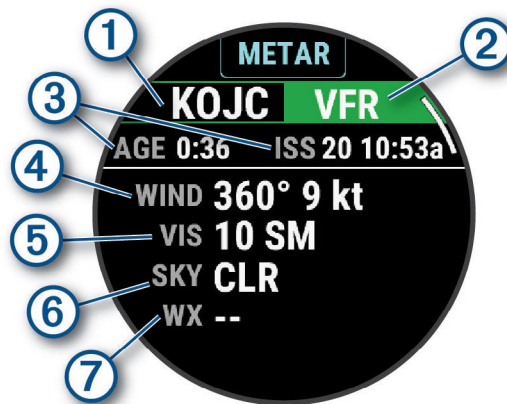 METAR
1
2
KOJC VFR
3
AGE 0:36 ISS 20 10:53a
4
WIND 360° 9 kt
5
VIS 10 SM
6
SKY CLR
7
WX --